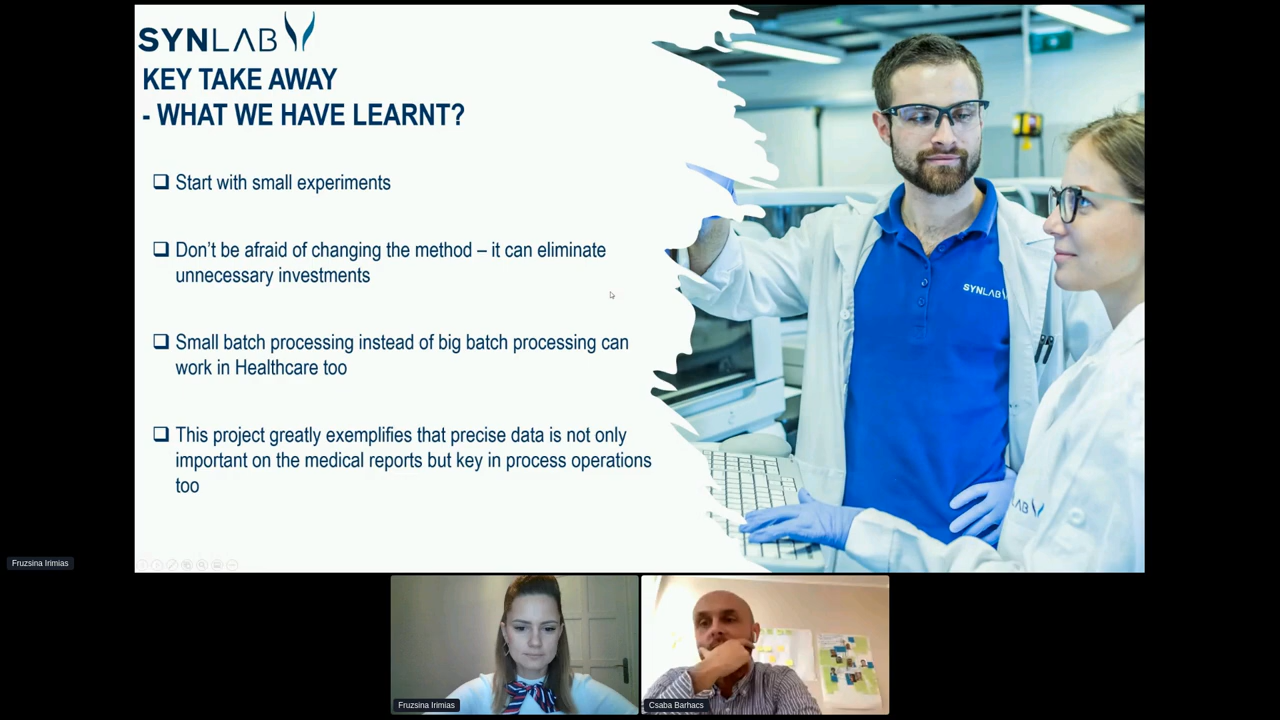 SYNLAB
KEY TAKE AWAY
- WHAT WE HAVE LEARNT?
Start with small experiments
Don’t be afraid of changing the method – it can eliminate
unnecessary investments
Small batch processing instead of big batch processing can
work in Healthcare too
This project greatly exemplifies that precise data is not only
important on the medical reports but key in process operations
too
SYNLAB
LAB
Fruzsina Irimias
Fruzsina Irimias
Csaba Barhacs